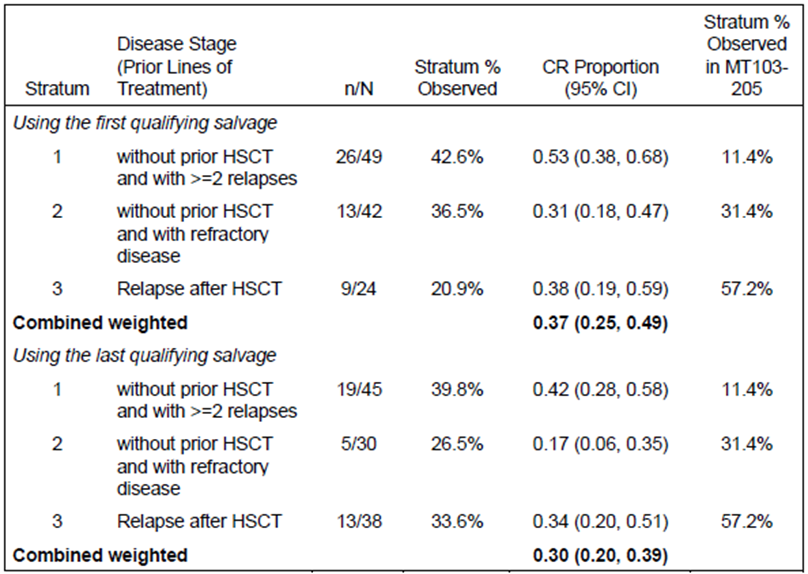 Stratum Disease Stage (Prior Lines of Treatment) n/N Stratum % Observed CR Proportion (95% CI) Stratum % Observed in MT103-205
Using the first qualifying salvage
1 without prior HSCT 26/49 42.6% 0.53 (0.38, 0.68) 11.4%
and with >=2 relapses
2 without prior HSCT 13/42 36.5% 0.31 (0.18, 0.47) 31.4%
and with refractory
disease
3 Relapse after HSCT 9/24 20.9% 0.38 (0.19, 0.59) 57.2%
Combined weighted 0.37 (0.25, 0.49)
Using the last qualifying salvage
1 without prior HSCT 19/45 39.8% 0.42 (0.28, 0.58) 11.4%
and with >=2 relapses
2 without prior HSCT 5/30 26.5% 0.17 (0.06, 0.35) 31.4%
and with refractory
disease
3 Relapse after HSCT 13/38 33.6% 0.34 (0.20, 0.51) 57.2%
Combined weighted 0.30 (0.20, 0.39)